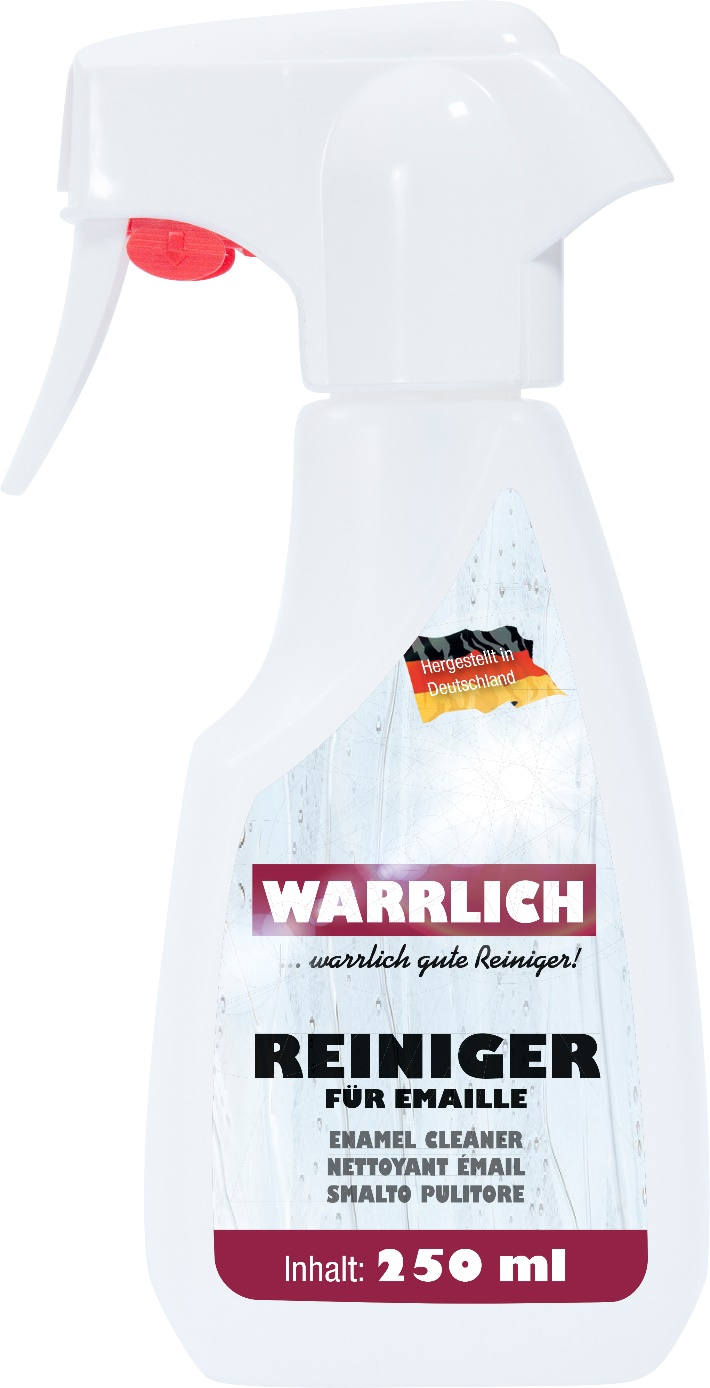 Hergestellt in
Deutschland
WARRLICH
... warrlich gute Reiniger!
REINIGER
FÜR EMAILLE
ENAMEL CLEANER
NETTOYANT ÉMAIL
SMALTO PULITORE
Inhalt: 250 ml